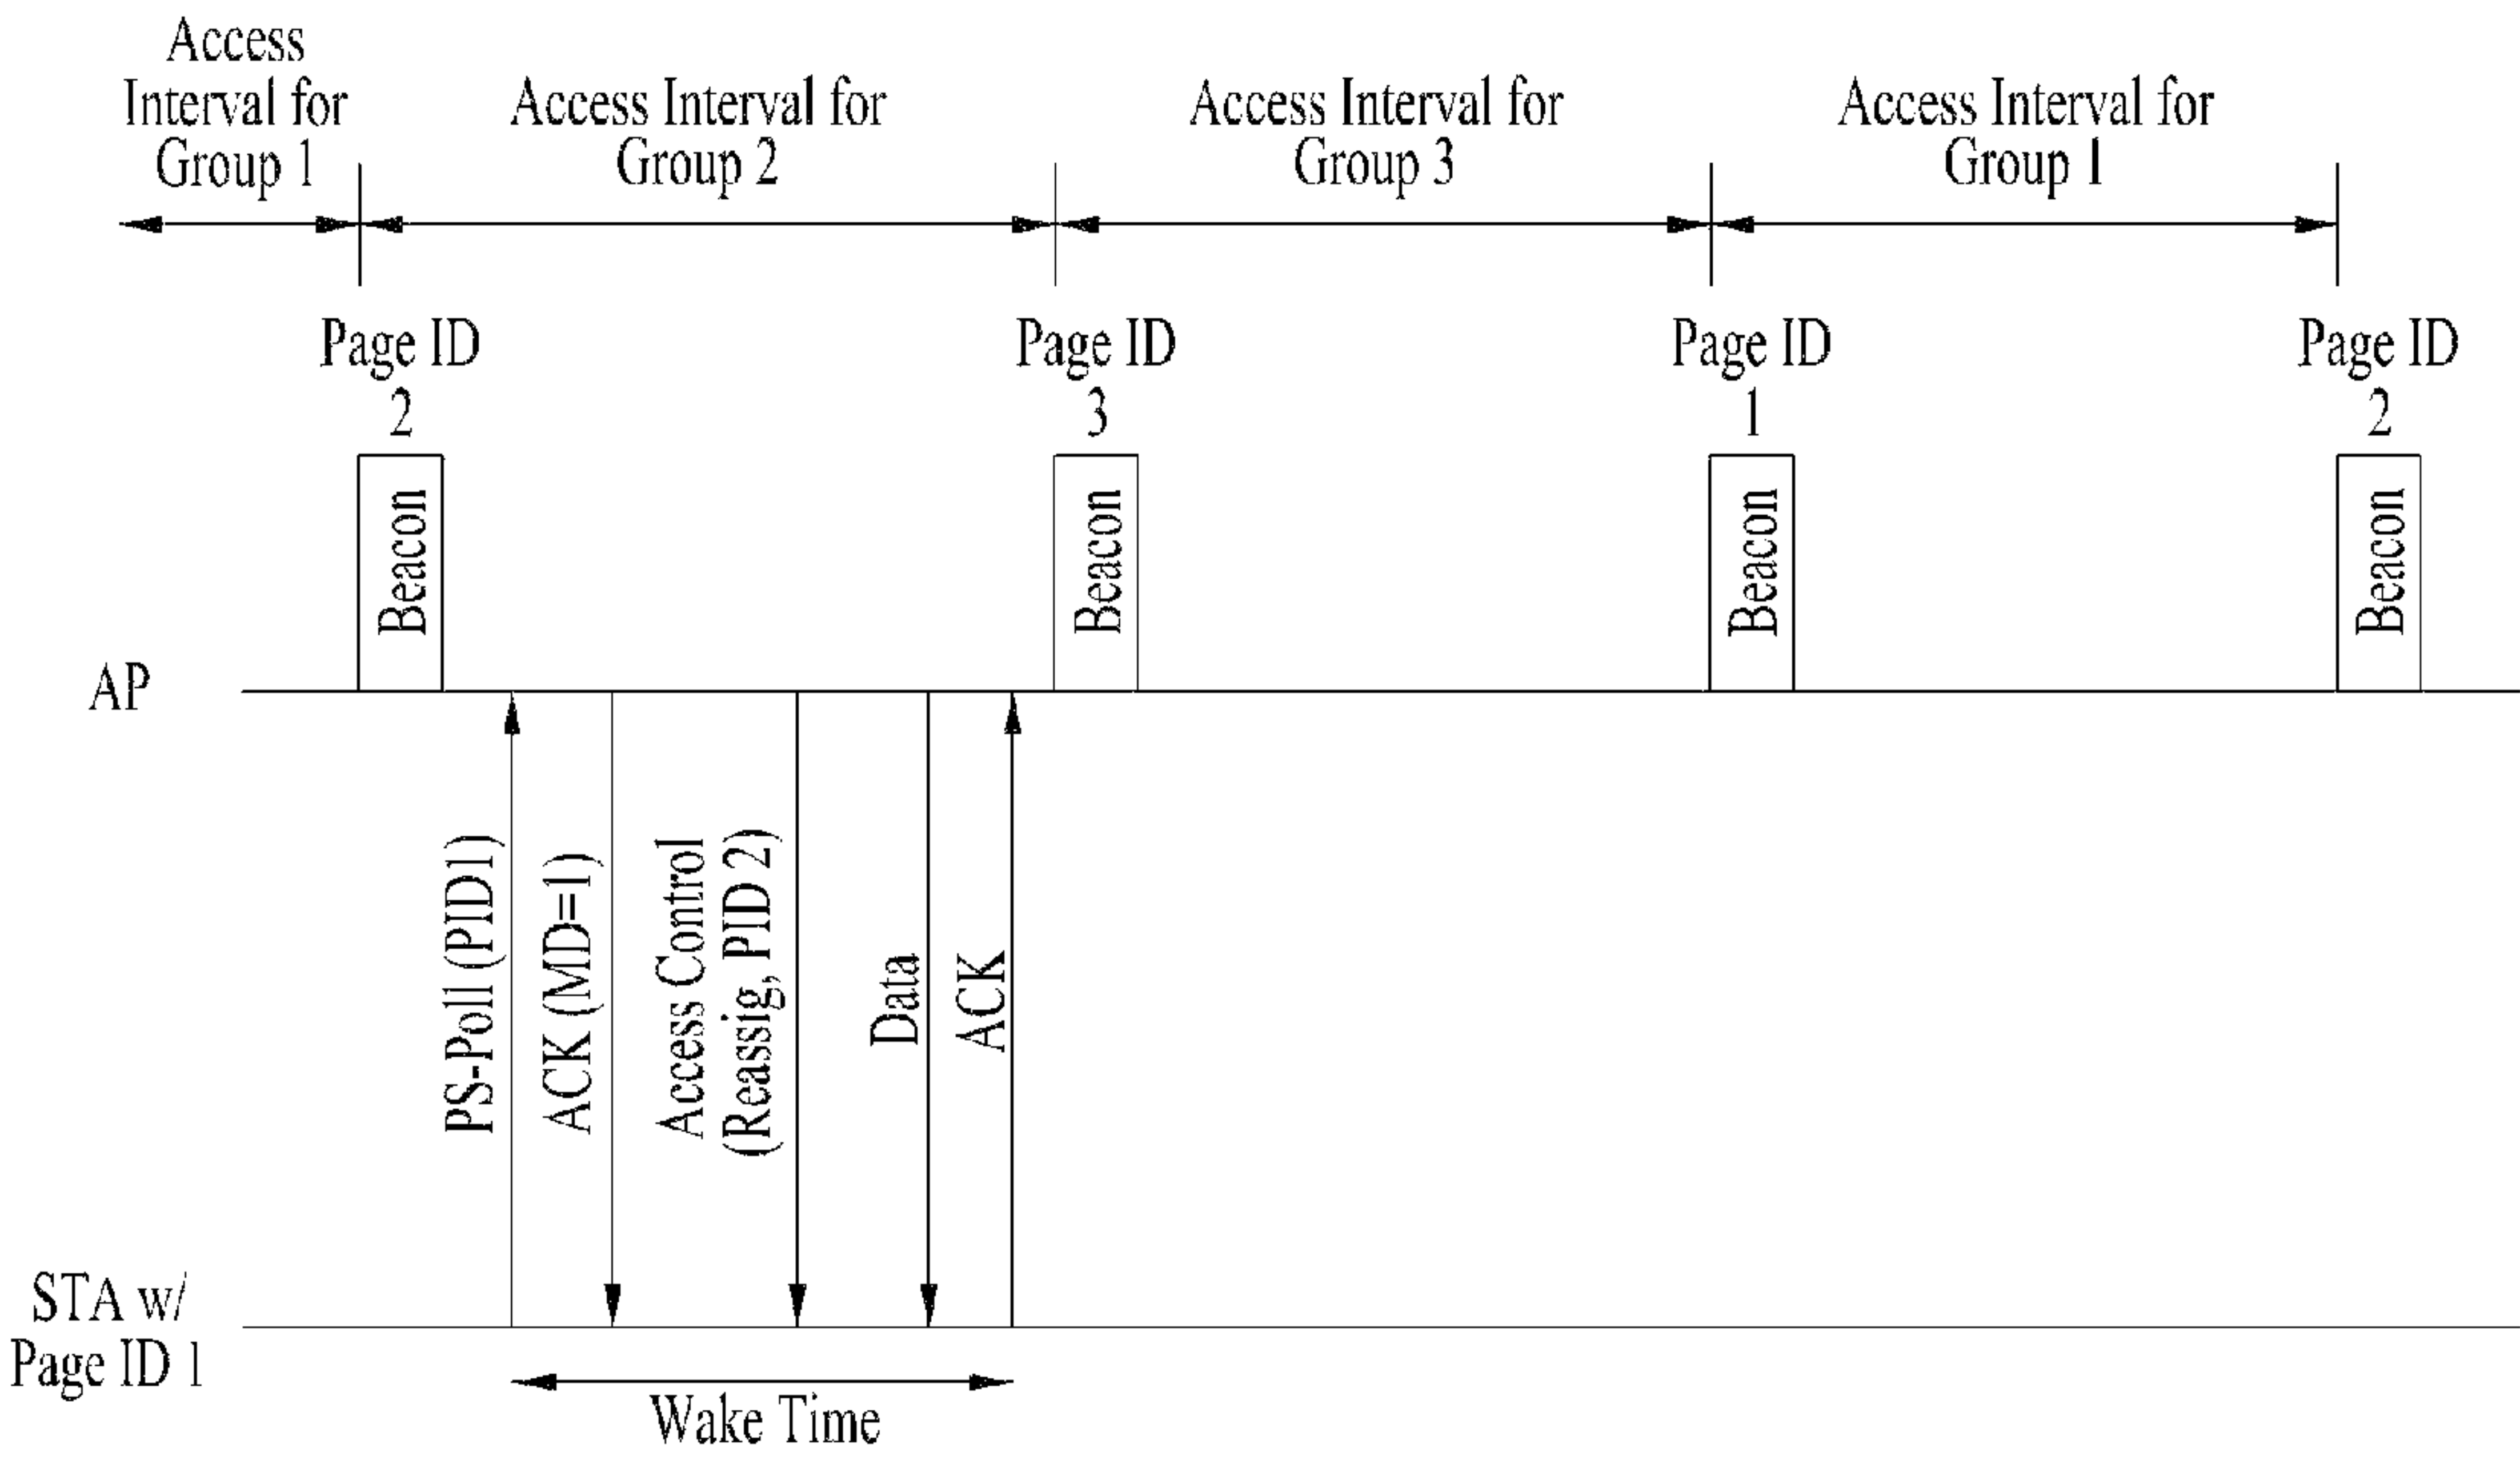 Access
Interval for
Group 1
Access Interval for
Group 2
Access Interval for
Group 3
Access Interval for
Group 1
Page ID
2
Page ID
3
Page ID
1
Page ID
2
Beacon
Beacon
Beacon
Beacon
AP
PS-Poll (PID1)
ACK (MD=1)
Access Control
(Reassig, PID 2)
Data
ACK
STA w/
Page ID 1
Wake Time